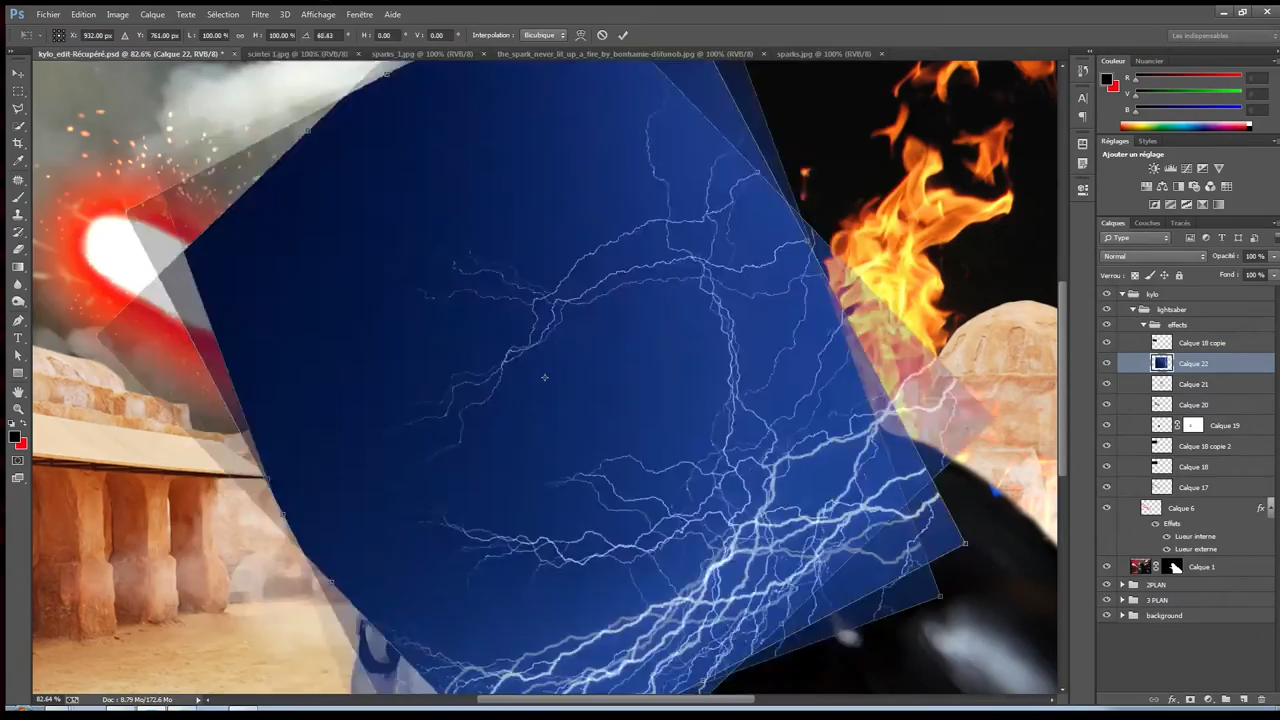 Ps Fichier Edition Image Calque Texte Sélection Filtre 3D Affichage Fenêtre Aide
X: 932.00 px Y: 761.00 px L: 100.00 % H: 100.00 % 68.43 ° H: 0.00 ° V: 0.00 ° Interpolation : Bicubique Les indispensables
kylo_edit-Récupéré.psd @ 82.6% (Calque 22, RVB/8) * × scintes 1.jpg @ 100% (RVB/8) × sparks_1.jpg @ 100% (RVB/8) × the_spark_never_lit_up_a_fire_by_bonhamie-d6funob.jpg @ 100% (RVB/8) × sparks.jpg @ 100% (RVB/8) ×
Couleur Nuancier
R
V
B
Réglages Styles
Ajouter un réglage
Calques Couches Tracés
Type
Normal Opacité : 100 %
Verrou : Fond : 100 %
kylo
lightsaber
effects
Calque 18 copie
Calque 22
Calque 21
Calque 20
Calque 19
Calque 18 copie 2
Calque 18
Calque 17
Calque 6 fx
Effets
Lueur interne
Lueur externe
Calque 1
2PLAN
3 PLAN
background
82.64 % Doc : 8.79 Mo/172.6 Mo